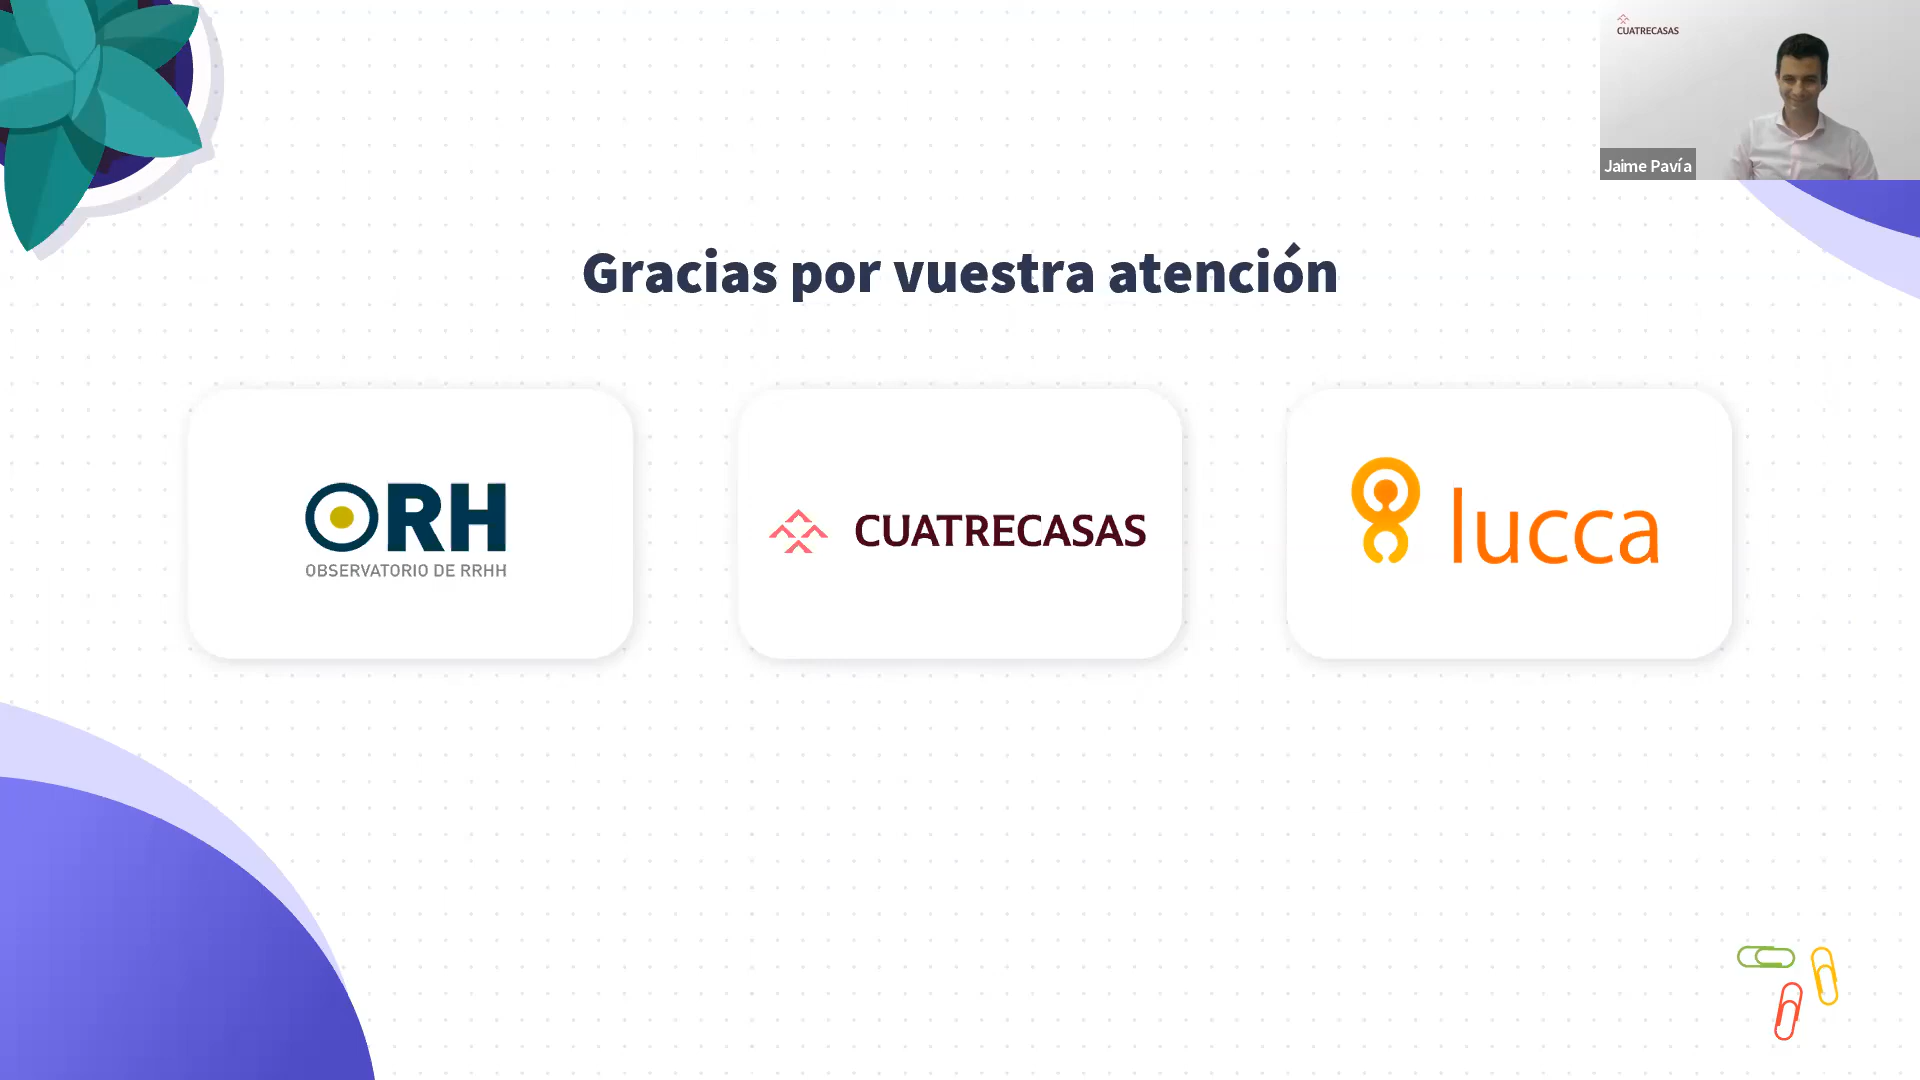 CUATRECASAS
Jaime Pavía
Gracias por vuestra atención
ORH
OBSERVATORIO DE RRHH
CUATRECASAS
lucca